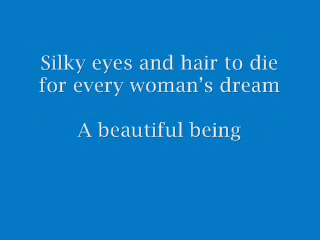 Silky eyes and hair to die
for every woman's dream
A beautiful being